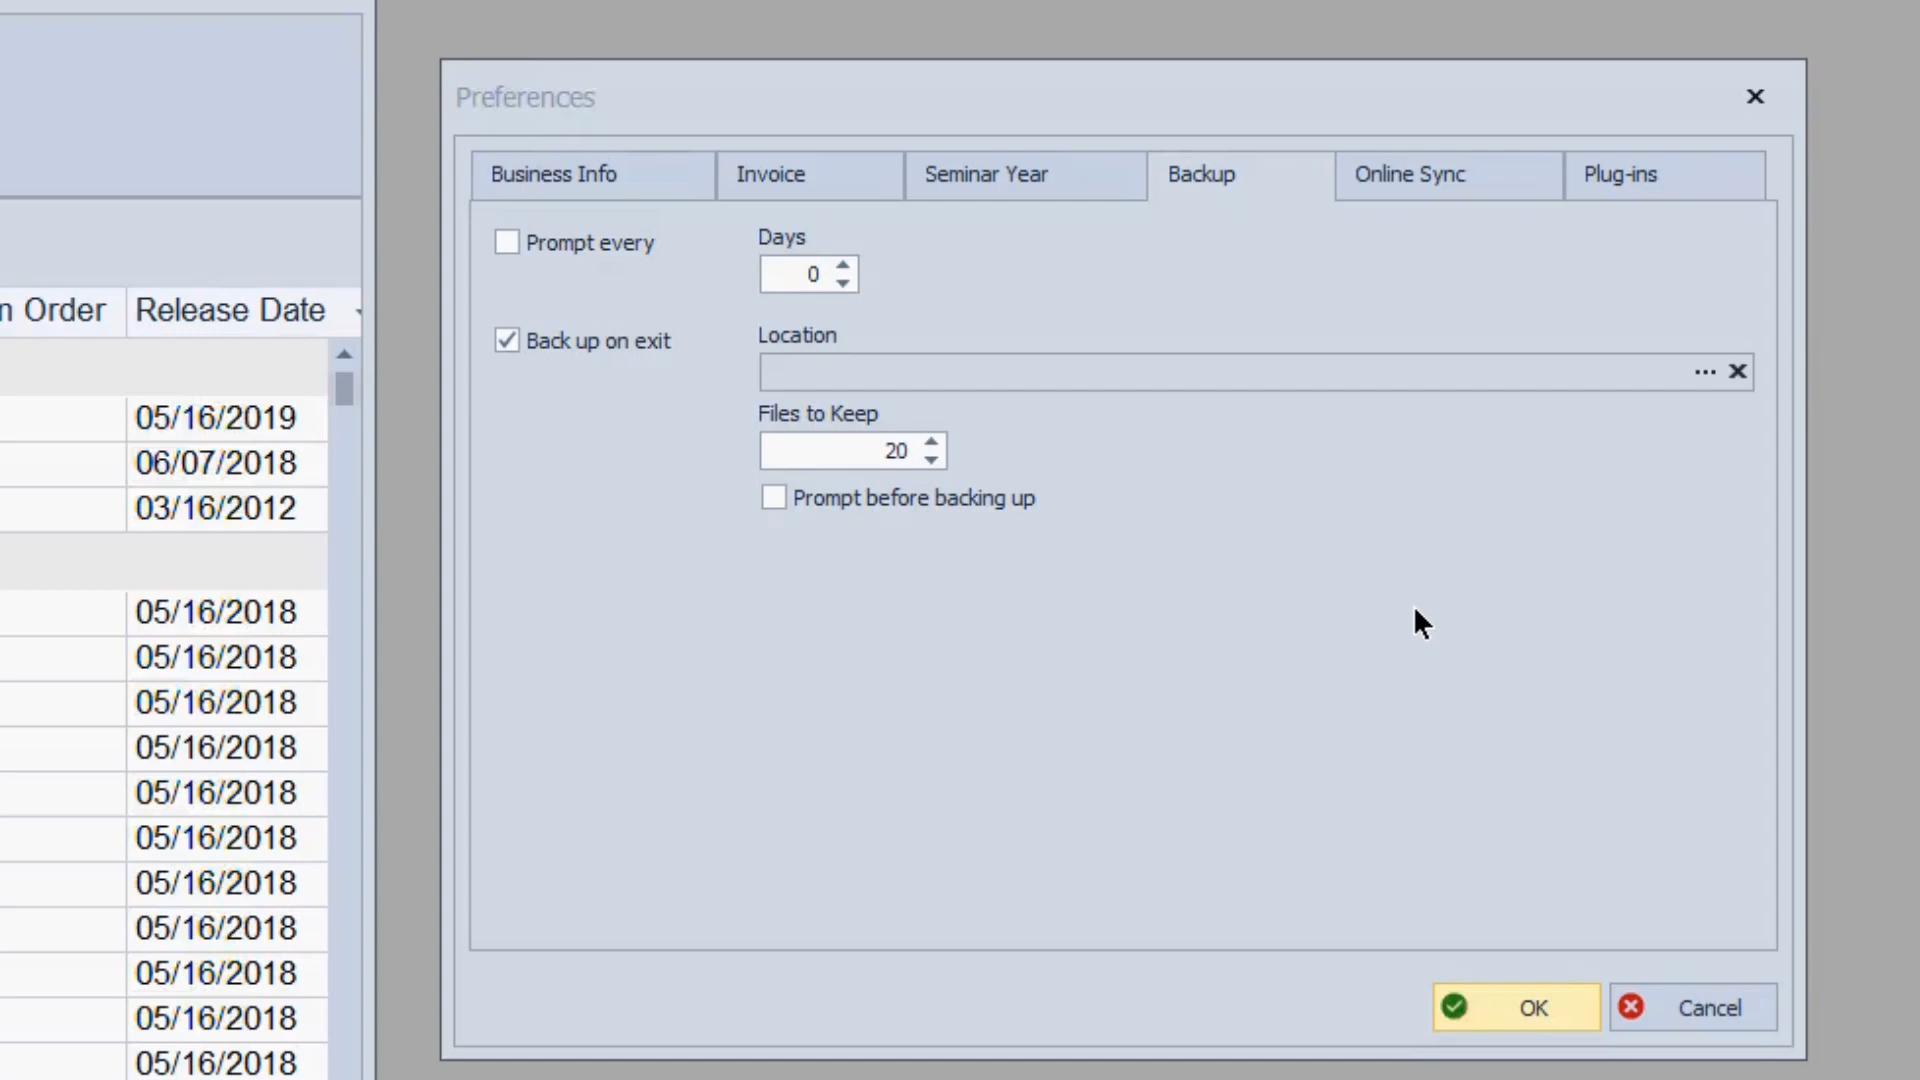 Preferences
Business Info Invoice Seminar Year Backup Online Sync Plug-ins
Prompt every
Days
0
Back up on exit
Location
Files to Keep
20
Prompt before backing up
OK Cancel
n Order Release Date
05/16/2019
06/07/2018
03/16/2012
05/16/2018
05/16/2018
05/16/2018
05/16/2018
05/16/2018
05/16/2018
05/16/2018
05/16/2018
05/16/2018
05/16/2018
05/16/2018